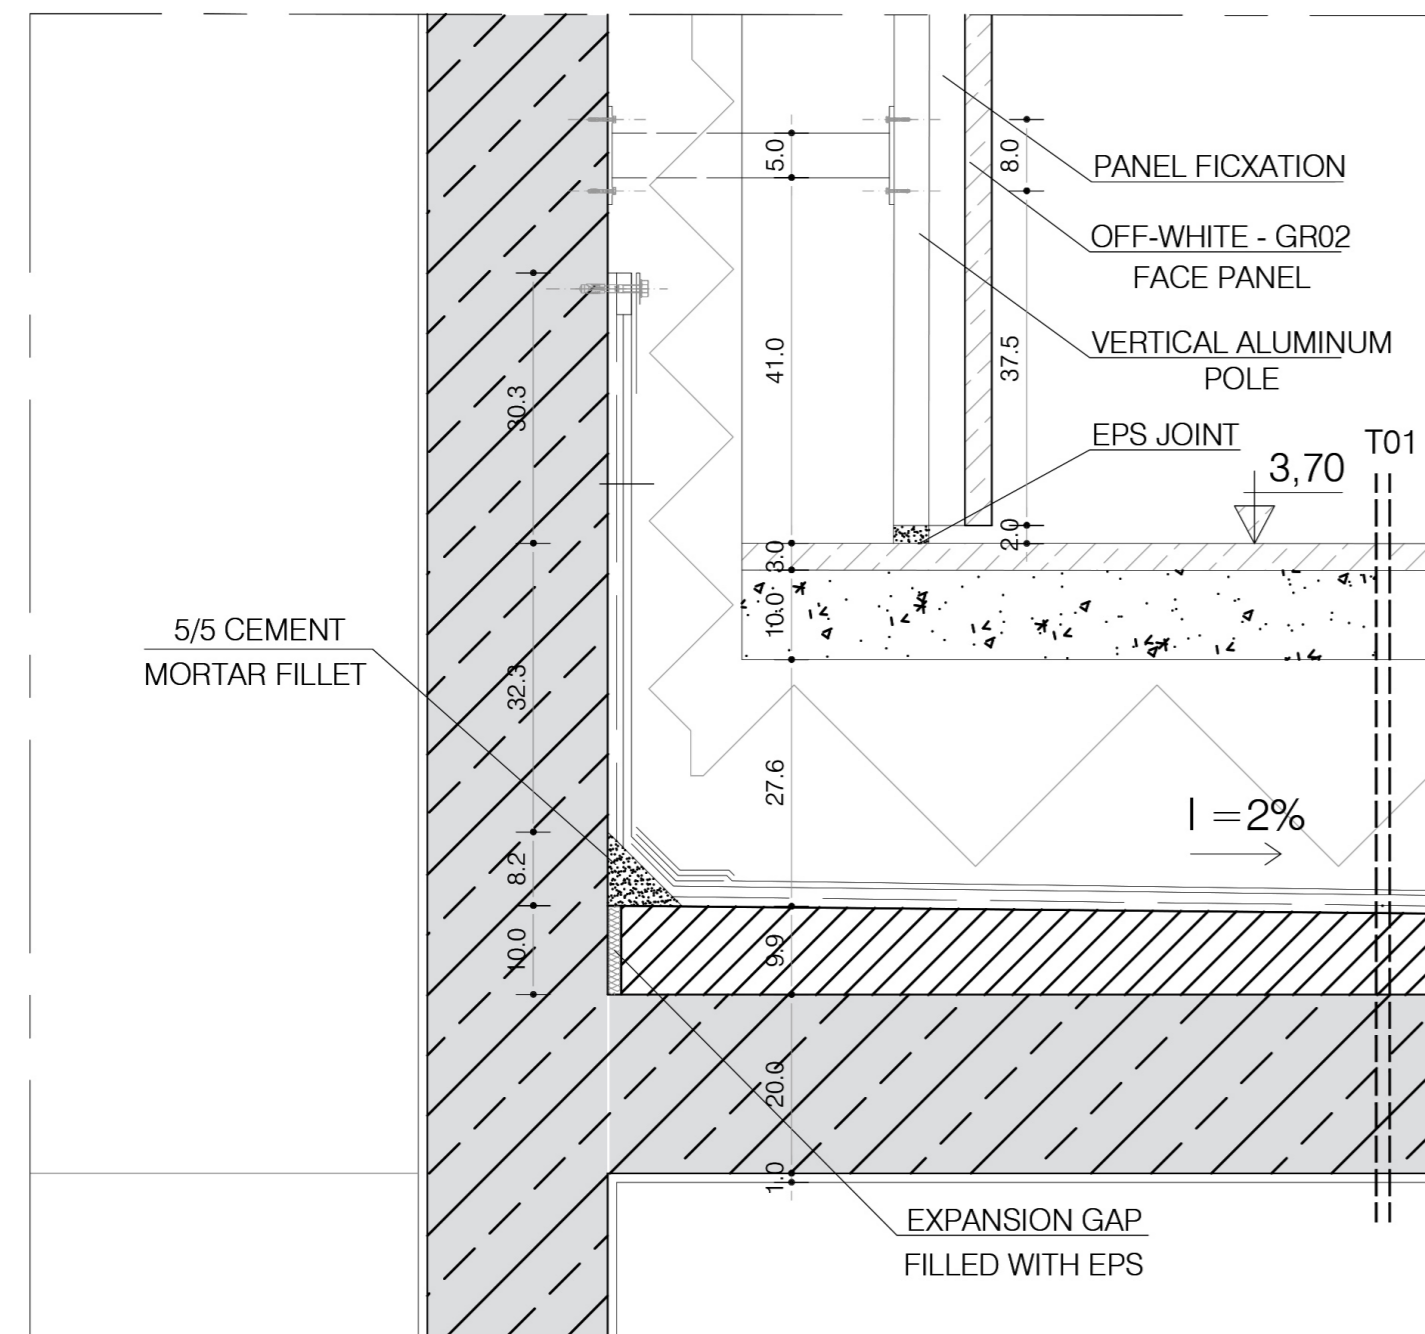 5.0
8.0
PANEL FICXATION
OFF-WHITE - GR02
FACE PANEL
41.0
37.5
VERTICAL ALUMINUM
POLE
30.3
EPS JOINT
T01
3,70
2.0
3.0
10.0
5/5 CEMENT
MORTAR FILLET
32.3
27.6
I =2%
8.2
10.0
9.9
20.0
1.0
EXPANSION GAP
FILLED WITH EPS